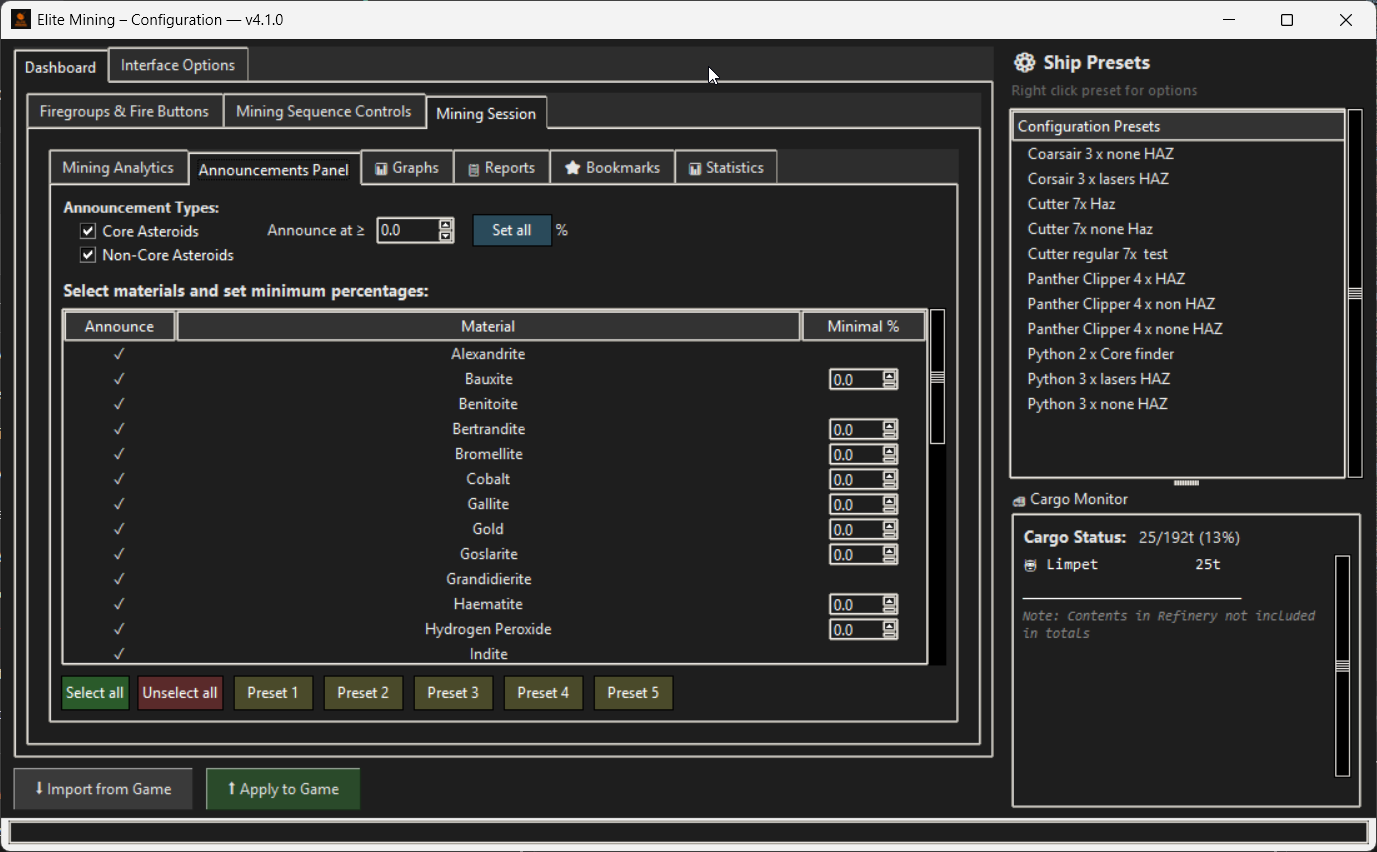 Elite Mining – Configuration — v4.1.0
Dashboard
Interface Options
Firegroups & Fire Buttons
Mining Sequence Controls
Mining Session
Mining Analytics
Announcements Panel
Graphs
Reports
Bookmarks
Statistics
Announcement Types:
Core Asteroids
Announce at ≥ 0.0 Set all %
Non-Core Asteroids
Select materials and set minimum percentages:
Announce Material Minimal %
✓ Alexandrite
✓ Bauxite 0.0
✓ Benitoite
✓ Bertrandite 0.0
✓ Bromellite 0.0
✓ Cobalt 0.0
✓ Gallite 0.0
✓ Gold 0.0
✓ Goslarite 0.0
✓ Grandidierite
✓ Haematite 0.0
✓ Hydrogen Peroxide 0.0
✓ Indite
Select all
Unselect all
Preset 1
Preset 2
Preset 3
Preset 4
Preset 5
⭳ Import from Game
⭱ Apply to Game
Ship Presets
Right click preset for options
Configuration Presets
Coarsair 3 x none HAZ
Corsair 3 x lasers HAZ
Cutter 7x Haz
Cutter 7x none Haz
Cutter regular 7x test
Panther Clipper 4 x HAZ
Panther Clipper 4 x non HAZ
Panther Clipper 4 x none HAZ
Python 2 x Core finder
Python 3 x lasers HAZ
Python 3 x none HAZ
Cargo Monitor
Cargo Status: 25/192t (13%)
Limpet 25t
Note: Contents in Refinery not included
in totals